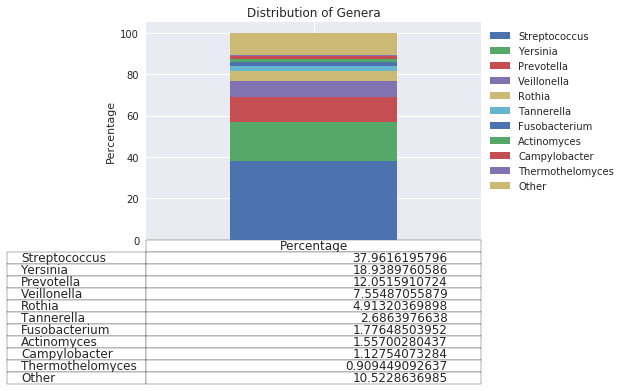 Distribution of Genera
100
80
60
40
20
0
Percentage
Streptococcus
Yersinia
Prevotella
Veillonella
Rothia
Tannerella
Fusobacterium
Actinomyces
Campylobacter
Thermothelomyces
Other
Percentage
Streptococcus 37.9616195796
Yersinia 18.9389760586
Prevotella 12.0515910724
Veillonella 7.55487055879
Rothia 4.91320369898
Tannerella 2.6863976638
Fusobacterium 1.77648503952
Actinomyces 1.55700280437
Campylobacter 1.12754073284
Thermothelomyces 0.909449092637
Other 10.5228636985